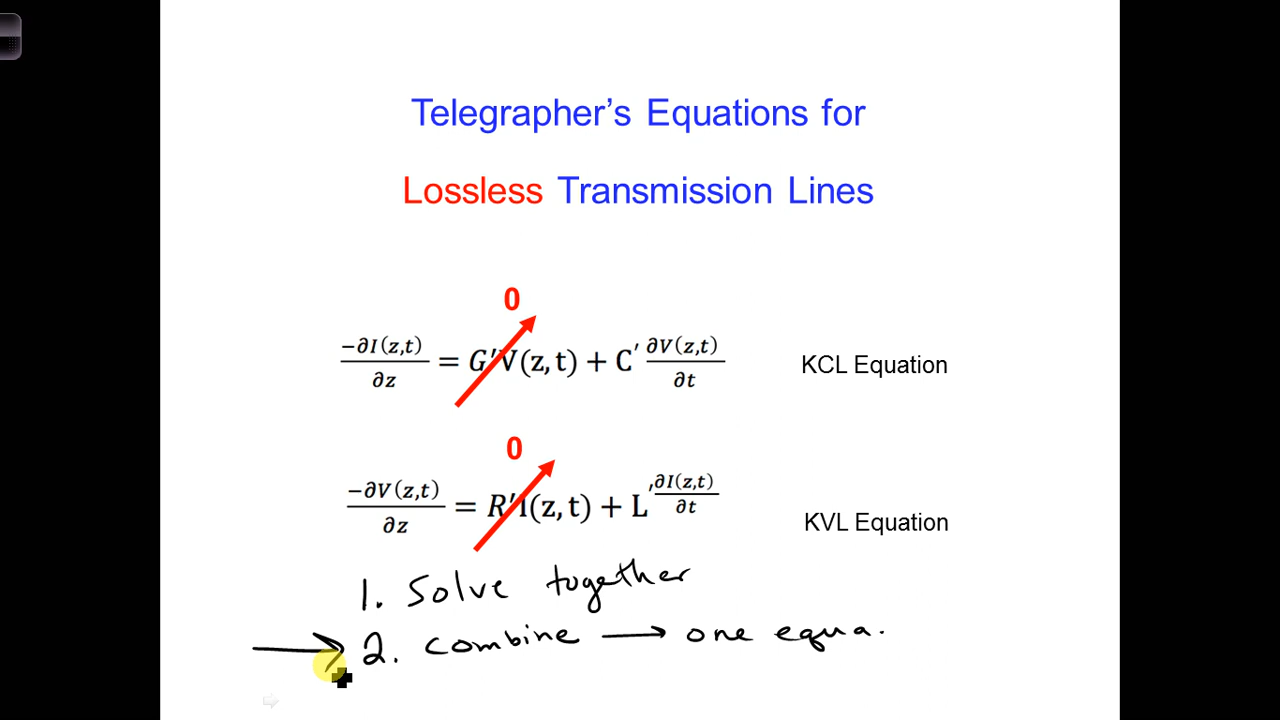 Telegrapher's Equations for
Lossless Transmission Lines
0
−∂I(z,t)/∂z = G'V(z,t) + C' ∂V(z,t)/∂t KCL Equation
0
−∂V(z,t)/∂z = R'I(z,t) + L' ∂I(z,t)/∂t KVL Equation
1. Solve together
→ 2. combine → one equa.